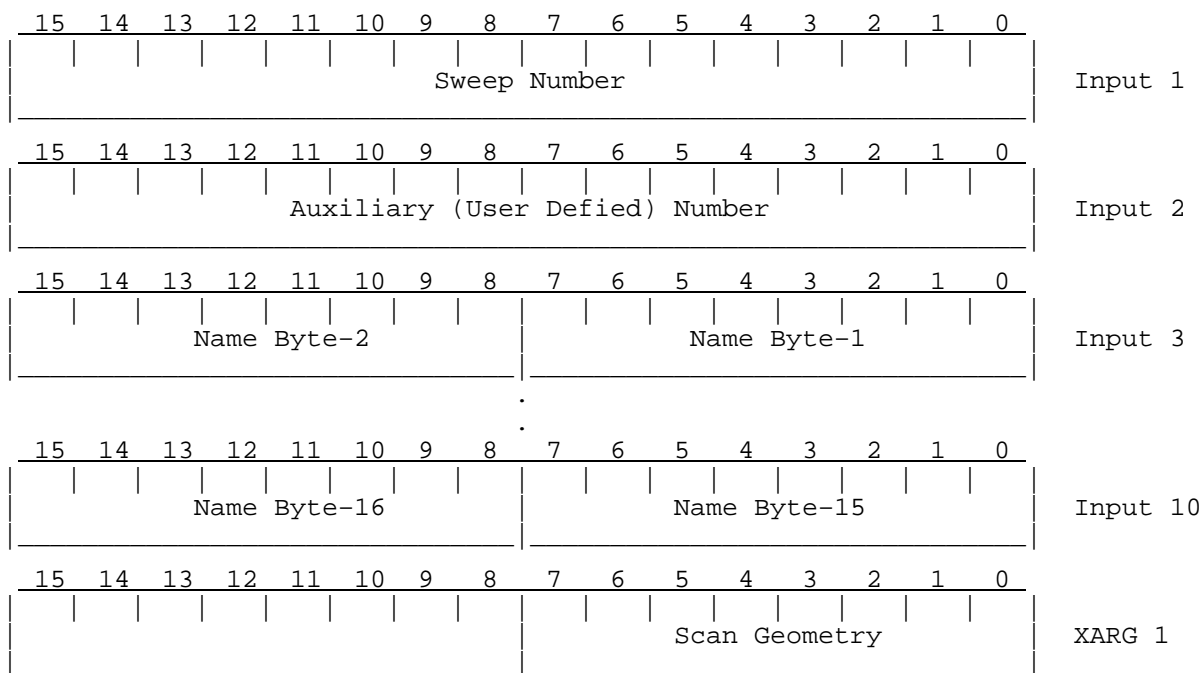 15 14 13 12 11 10 9 8 7 6 5 4 3 2 1 0
Sweep Number Input 1
15 14 13 12 11 10 9 8 7 6 5 4 3 2 1 0
Auxiliary (User Defied) Number Input 2
15 14 13 12 11 10 9 8 7 6 5 4 3 2 1 0
Name Byte-2 Name Byte-1 Input 3
.
.
15 14 13 12 11 10 9 8 7 6 5 4 3 2 1 0
Name Byte-16 Name Byte-15 Input 10
15 14 13 12 11 10 9 8 7 6 5 4 3 2 1 0
Scan Geometry XARG 1